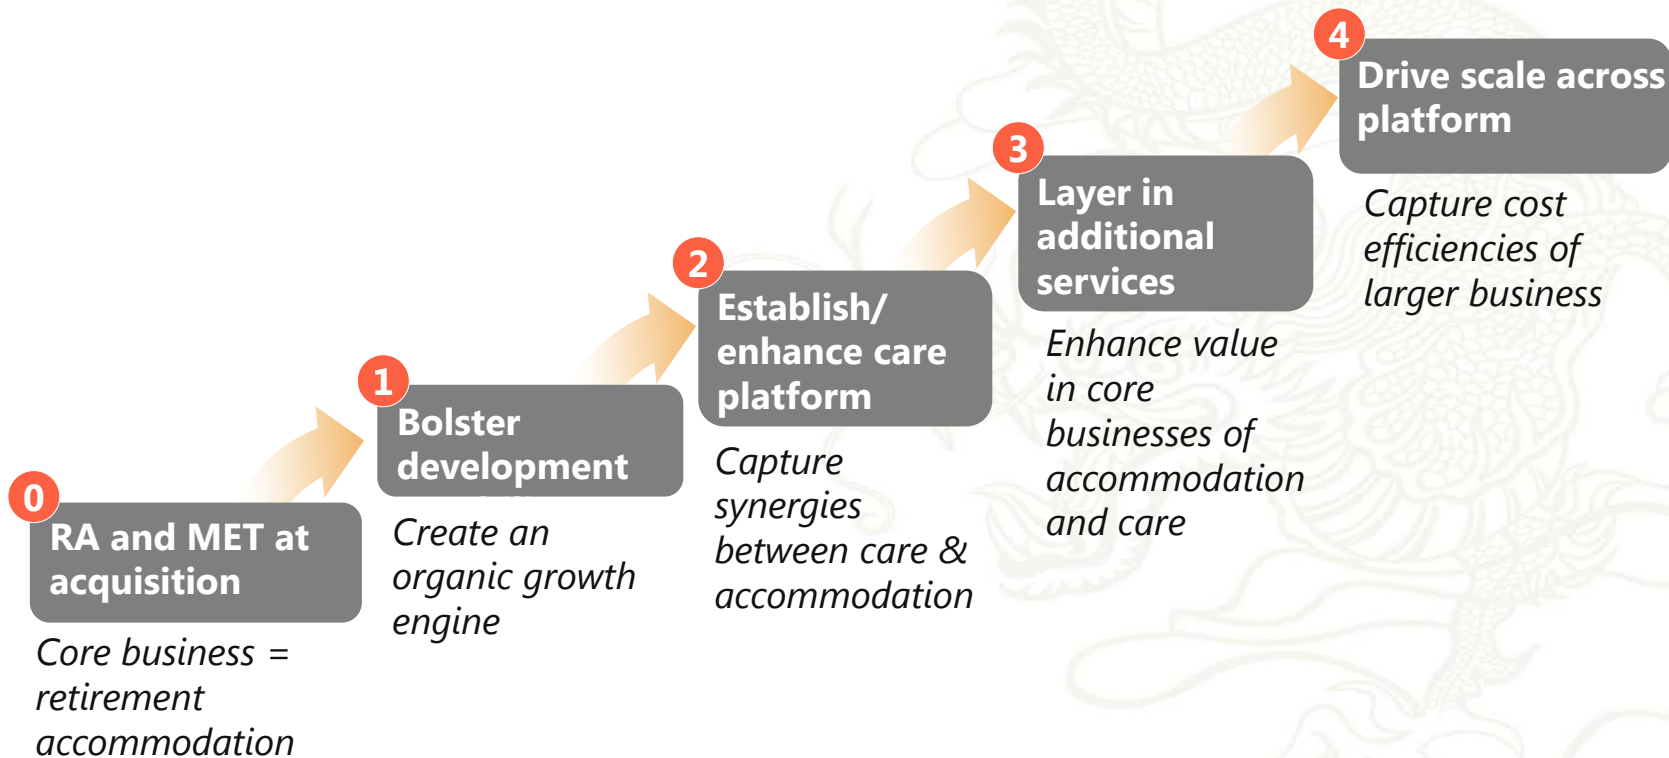 0
RA and MET at
acquisition
Core business =
retirement
accommodation
1
Bolster
development
Create an
organic growth
engine
2
Establish/
enhance care
platform
Capture
synergies
between care &
accommodation
3
Layer in
additional
services
Enhance value
in core
businesses of
accommodation
and care
4
Drive scale across
platform
Capture cost
efficiencies of
larger business